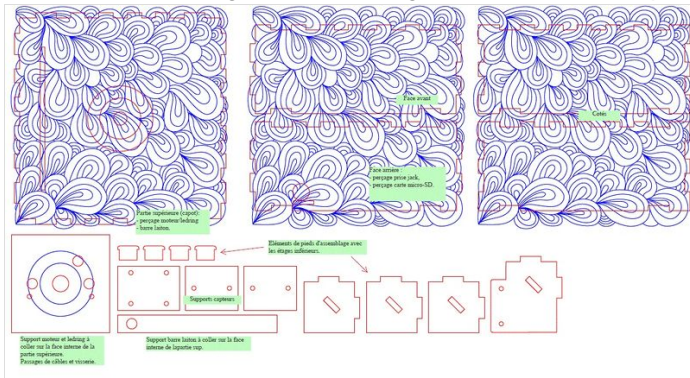 Face avant
Cotés
Face arrière :
- perçage prise jack,
- perçage carte micro-SD.
Partie supérieure (capot):
- perçage moteur/ledring
- barre laiton,
Eléments de pieds d'assemblage avec
les étages inférieurs.
Supports capteurs
Support moteur et ledring à
coller sur la face interne de la
partie supérieure.
Passages de câbles et visserie.
Support barre laiton à coller sur la face
interne de lapartie sup.